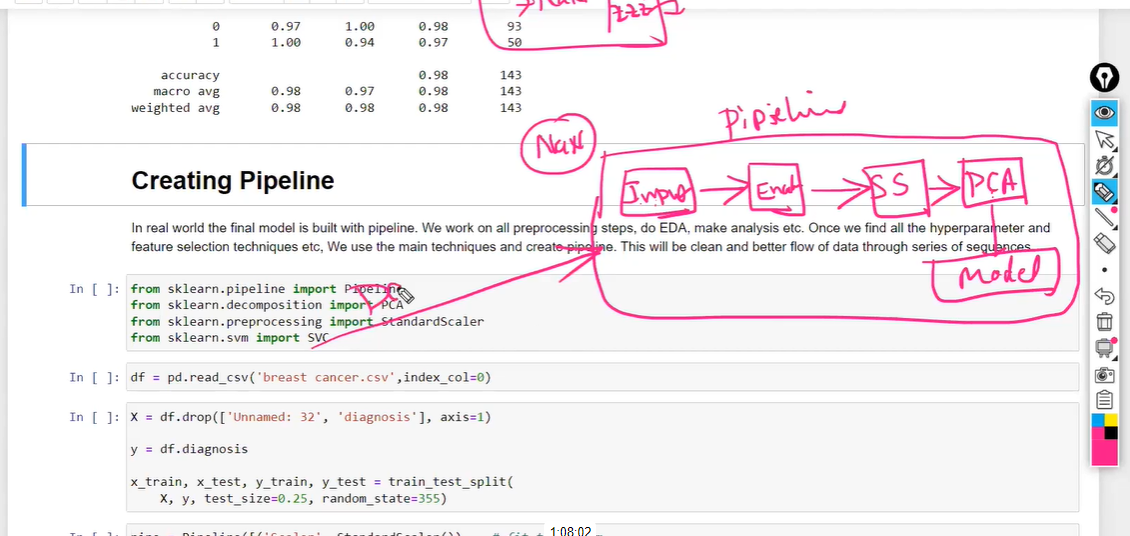 0 0.97 1.00 0.98 93
1 1.00 0.94 0.97 50
accuracy 0.98 143
macro avg 0.98 0.97 0.98 143
weighted avg 0.98 0.98 0.98 143
Pipeline
Nan
Input
SS
PCA
Model
Creating Pipeline
In real world the final model is built with pipeline. We work on all preprocessing steps, do EDA, make analysis etc. Once we find all the hyperparameter and
feature selection techniques etc, We use the main techniques and create pipeline. This will be clean and better flow of data through series of sequences.
In [ ]: from sklearn.pipeline import Pipeline
from sklearn.decomposition import PCA
from sklearn.preprocessing import StandardScaler
from sklearn.svm import SVC
In [ ]: df = pd.read_csv('breast cancer.csv',index_col=0)
In [ ]: X = df.drop(['Unnamed: 32', 'diagnosis'], axis=1)
y = df.diagnosis
x_train, x_test, y_train, y_test = train_test_split(
X, y, test_size=0.25, random_state=355)
1:08:02